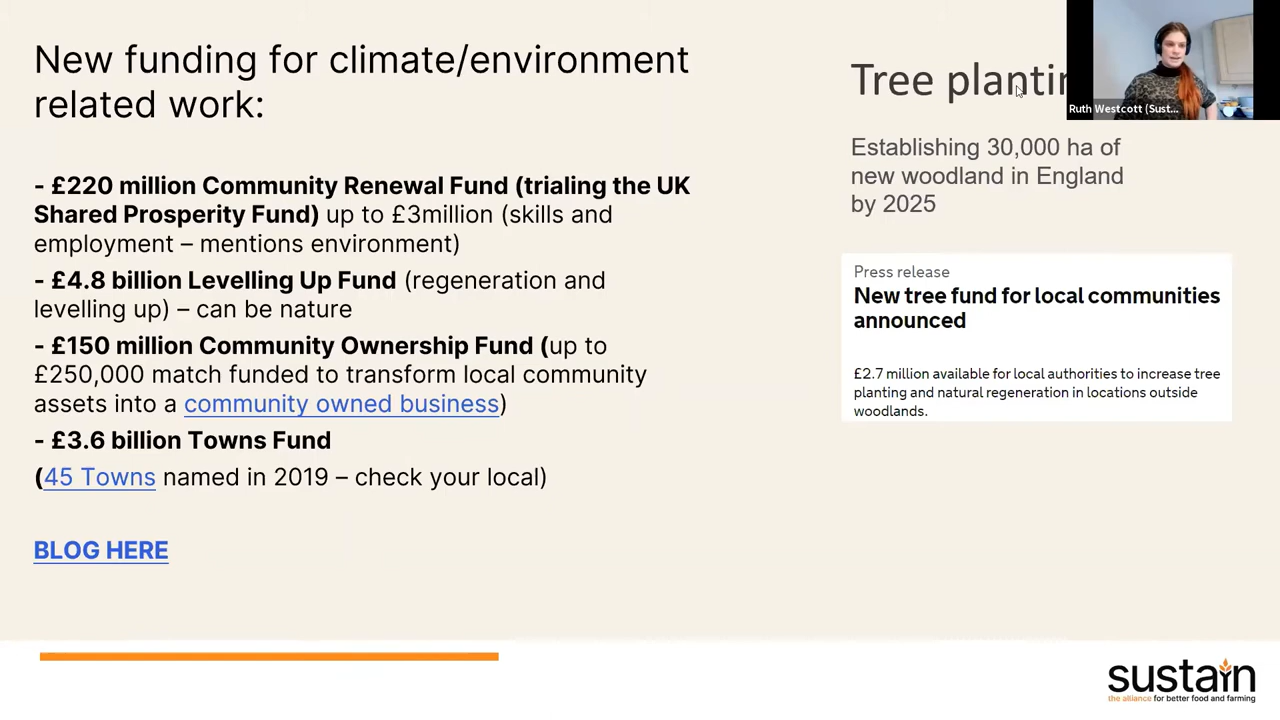 New funding for climate/environment
related work:
- £220 million Community Renewal Fund (trialing the UK
Shared Prosperity Fund) up to £3million (skills and
employment – mentions environment)
- £4.8 billion Levelling Up Fund (regeneration and
levelling up) – can be nature
- £150 million Community Ownership Fund (up to
£250,000 match funded to transform local community
assets into a community owned business)
- £3.6 billion Towns Fund
(45 Towns named in 2019 – check your local)
BLOG HERE
Tree plantin
Ruth Westcott (Sust...
Establishing 30,000 ha of
new woodland in England
by 2025
Press release
New tree fund for local communities
announced
£2.7 million available for local authorities to increase tree
planting and natural regeneration in locations outside
woodlands.
sustain
the alliance for better food and farming